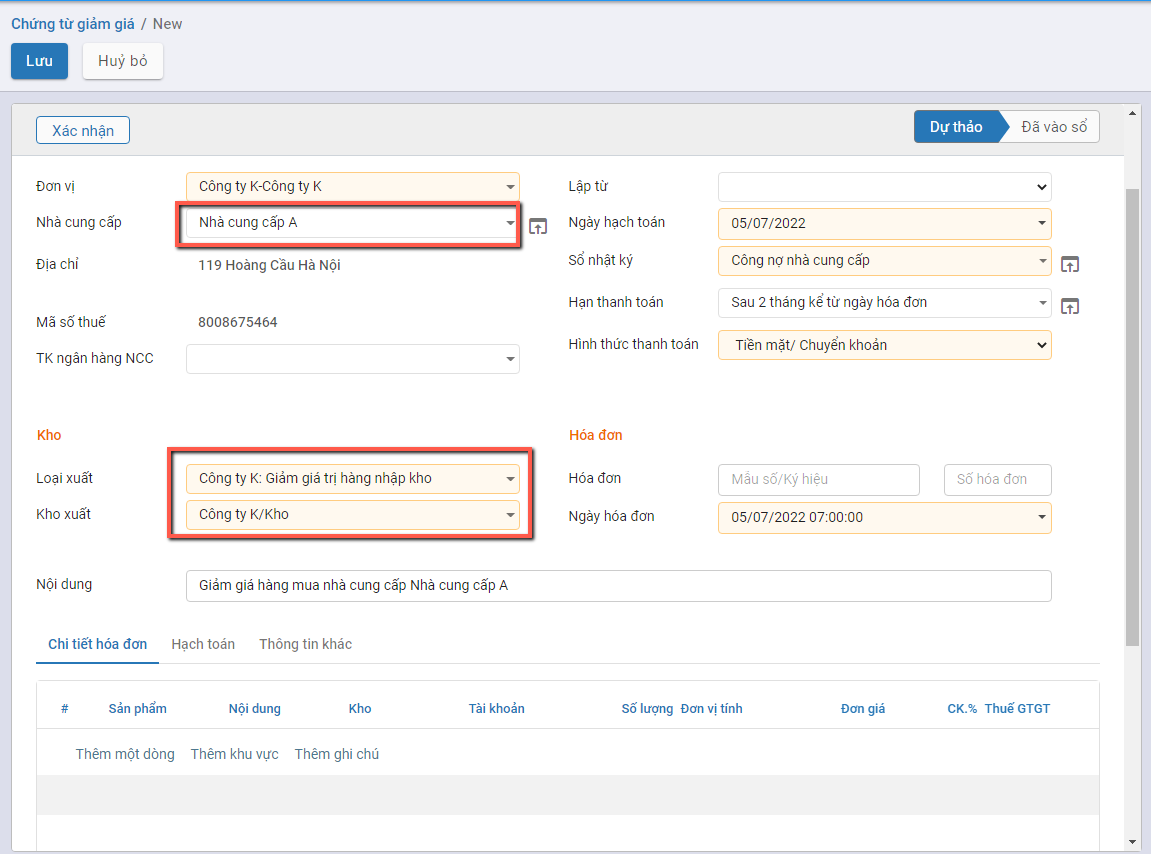 Chứng từ giảm giá / New
Lưu Huỷ bỏ
Xác nhận Dự thảo Đã vào sổ
Đơn vị Công ty K-Công ty K Lập từ
Nhà cung cấp Nhà cung cấp A Ngày hạch toán 05/07/2022
Địa chỉ 119 Hoàng Cầu Hà Nội Sổ nhật ký Công nợ nhà cung cấp
Hạn thanh toán Sau 2 tháng kể từ ngày hóa đơn
Mã số thuế 8008675464
Hình thức thanh toán Tiền mặt/ Chuyển khoản
TK ngân hàng NCC
Kho Hóa đơn
Loại xuất Công ty K: Giảm giá trị hàng nhập kho Hóa đơn Mẫu số/Ký hiệu Số hóa đơn
Kho xuất Công ty K/Kho Ngày hóa đơn 05/07/2022 07:00:00
Nội dung Giảm giá hàng mua nhà cung cấp Nhà cung cấp A
Chi tiết hóa đơn Hạch toán Thông tin khác
# Sản phẩm Nội dung Kho Tài khoản Số lượng Đơn vị tính Đơn giá CK.% Thuế GTGT
Thêm một dòng Thêm khu vực Thêm ghi chú